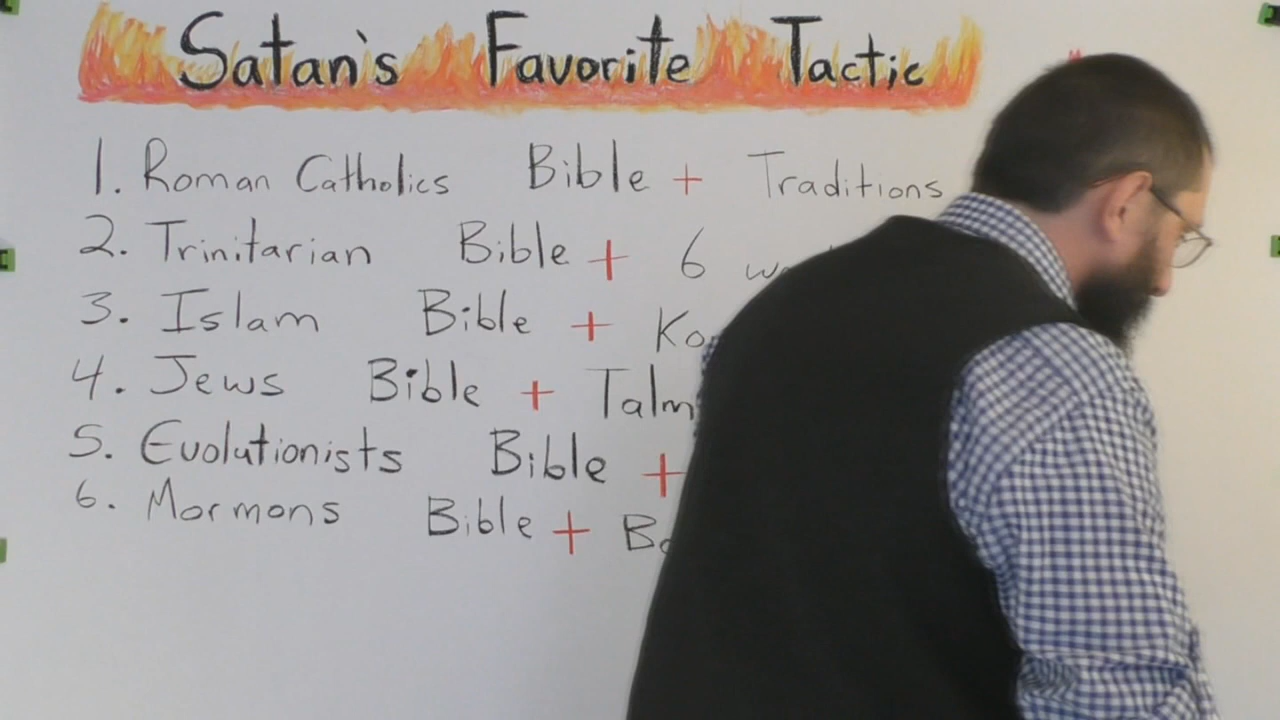 Satan's Favorite Tactic
1. Roman Catholics Bible + Traditions
2. Trinitarian Bible + 6
3. Islam Bible +
4. Jews Bible +
5. Evolutionists Bible +
6. Mormons Bible +